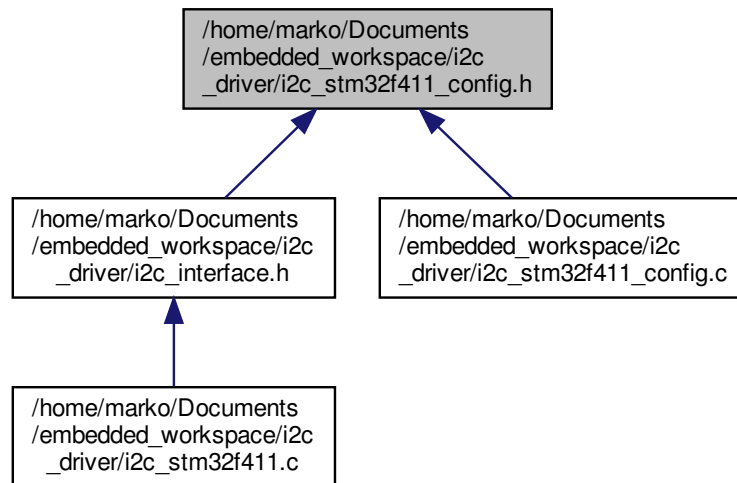 /home/marko/Documents
/embedded_workspace/i2c
_driver/i2c_stm32f411_config.h
/home/marko/Documents
/embedded_workspace/i2c
_driver/i2c_interface.h
/home/marko/Documents
/embedded_workspace/i2c
_driver/i2c_stm32f411_config.c
/home/marko/Documents
/embedded_workspace/i2c
_driver/i2c_stm32f411.c